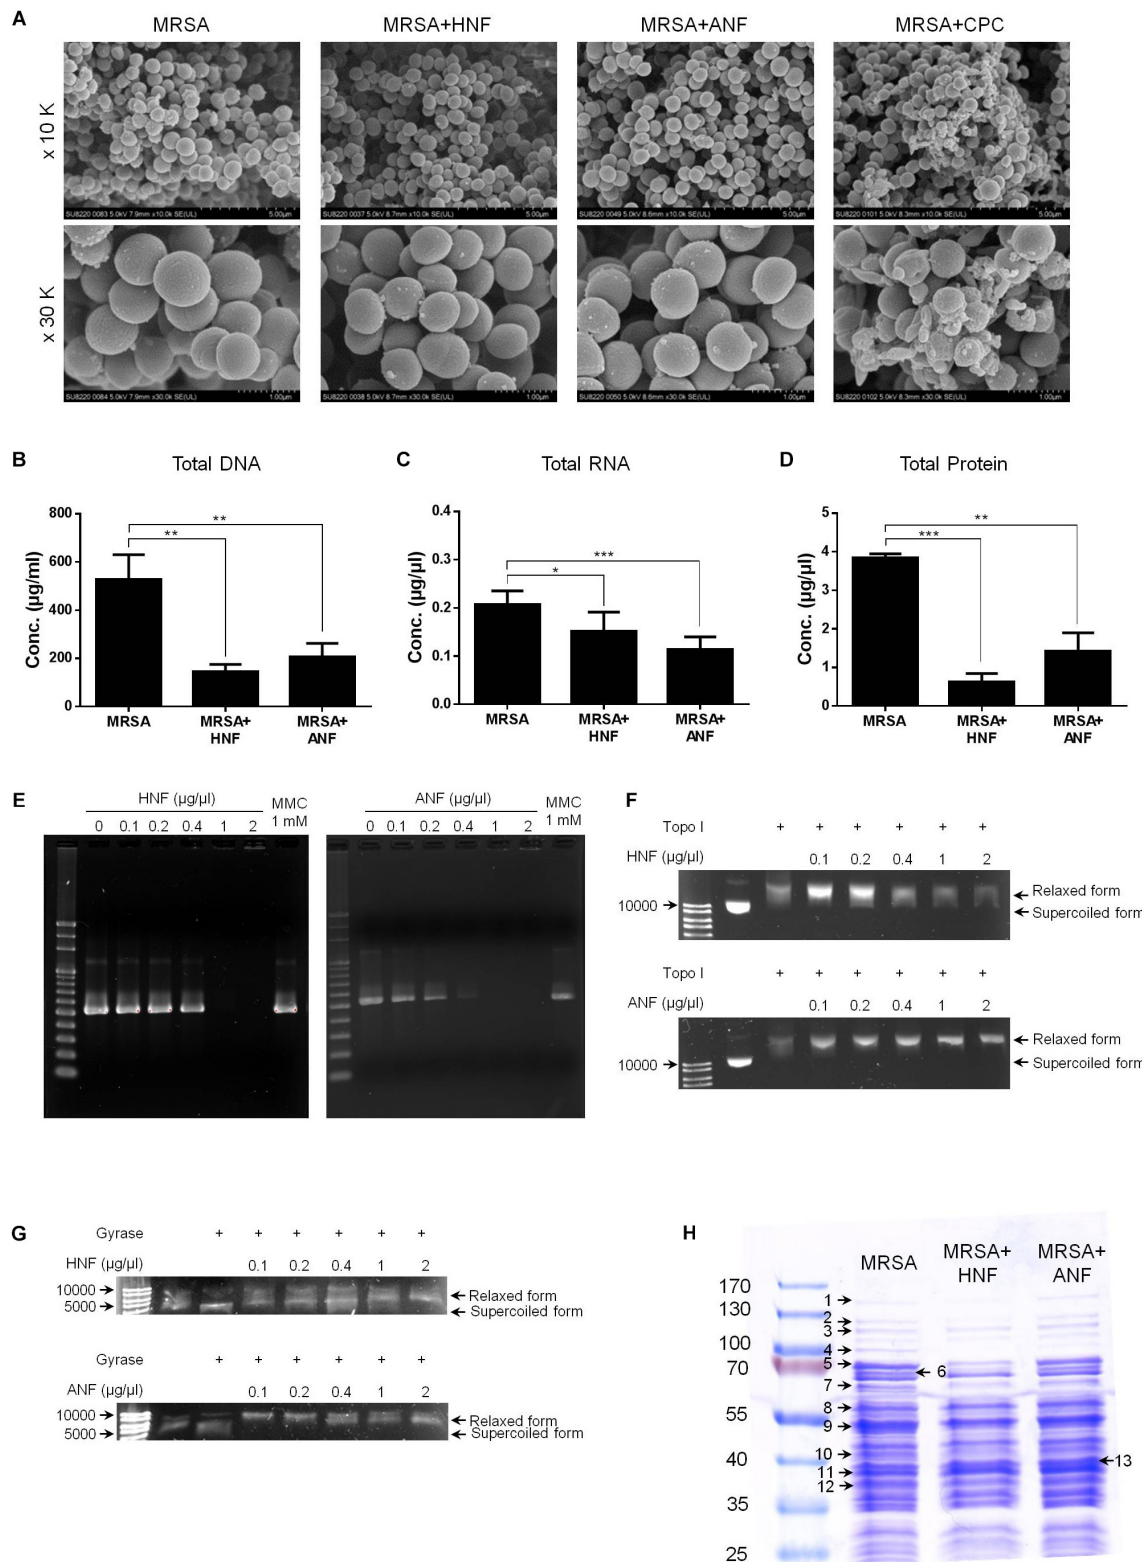 A
MRSA MRSA+HNF MRSA+ANF MRSA+CPC
x 10 K
SU8220 0083 5.0kV 7.9mm x10.0k SE(UL) 5.00µm
SU8220 0037 5.0kV 8.7mm x10.0k SE(UL) 5.00µm
SU8220 0049 5.0kV 8.6mm x10.0k SE(UL) 5.00µm
SU8220 0101 5.0kV 8.3mm x10.0k SE(UL) 5.00µm
x 30 K
SU8220 0084 5.0kV 7.9mm x30.0k SE(UL) 1.00µm
SU8220 0038 5.0kV 8.7mm x30.0k SE(UL) 1.00µm
SU8220 0050 5.0kV 8.6mm x30.0k SE(UL) 1.00µm
SU8220 0102 5.0kV 8.3mm x30.0k SE(UL) 1.00µm
B
Total DNA
Conc. (µg/ml)
800
600
400
200
0
**
**
MRSA MRSA+ MRSA+
HNF ANF
C
Total RNA
Conc. (µg/µl)
0.4
0.3
0.2
0.1
0.0
***
*
MRSA MRSA+ MRSA+
HNF ANF
D
Total Protein
Conc. (µg/µl)
5
4
3
2
1
0
**
***
MRSA MRSA+ MRSA+
HNF ANF
E
HNF (µg/µl) MMC
0 0.1 0.2 0.4 1 2 1 mM
ANF (µg/µl) MMC
0 0.1 0.2 0.4 1 2 1 mM
F
Topo I + + + + + +
HNF (µg/µl) 0.1 0.2 0.4 1 2
10000
Relaxed form
Supercoiled form
Topo I + + + + + +
ANF (µg/µl) 0.1 0.2 0.4 1 2
10000
Relaxed form
Supercoiled form
G
Gyrase + + + + + +
HNF (µg/µl) 0.1 0.2 0.4 1 2
10000
5000
Relaxed form
Supercoiled form
Gyrase + + + + + +
ANF (µg/µl) 0.1 0.2 0.4 1 2
10000
5000
Relaxed form
Supercoiled form
H
MRSA MRSA+ MRSA+
HNF ANF
170
130
100
70
55
40
35
25
1
2
3
4
5
6
7
8
9
10
11
12
13